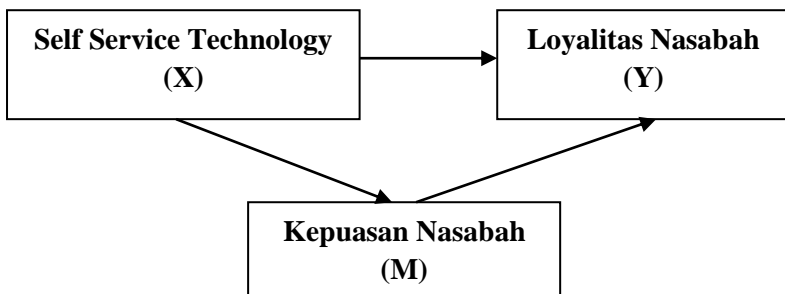 Self Service Technology
(X)
Loyalitas Nasabah
(Y)
Kepuasan Nasabah
(M)